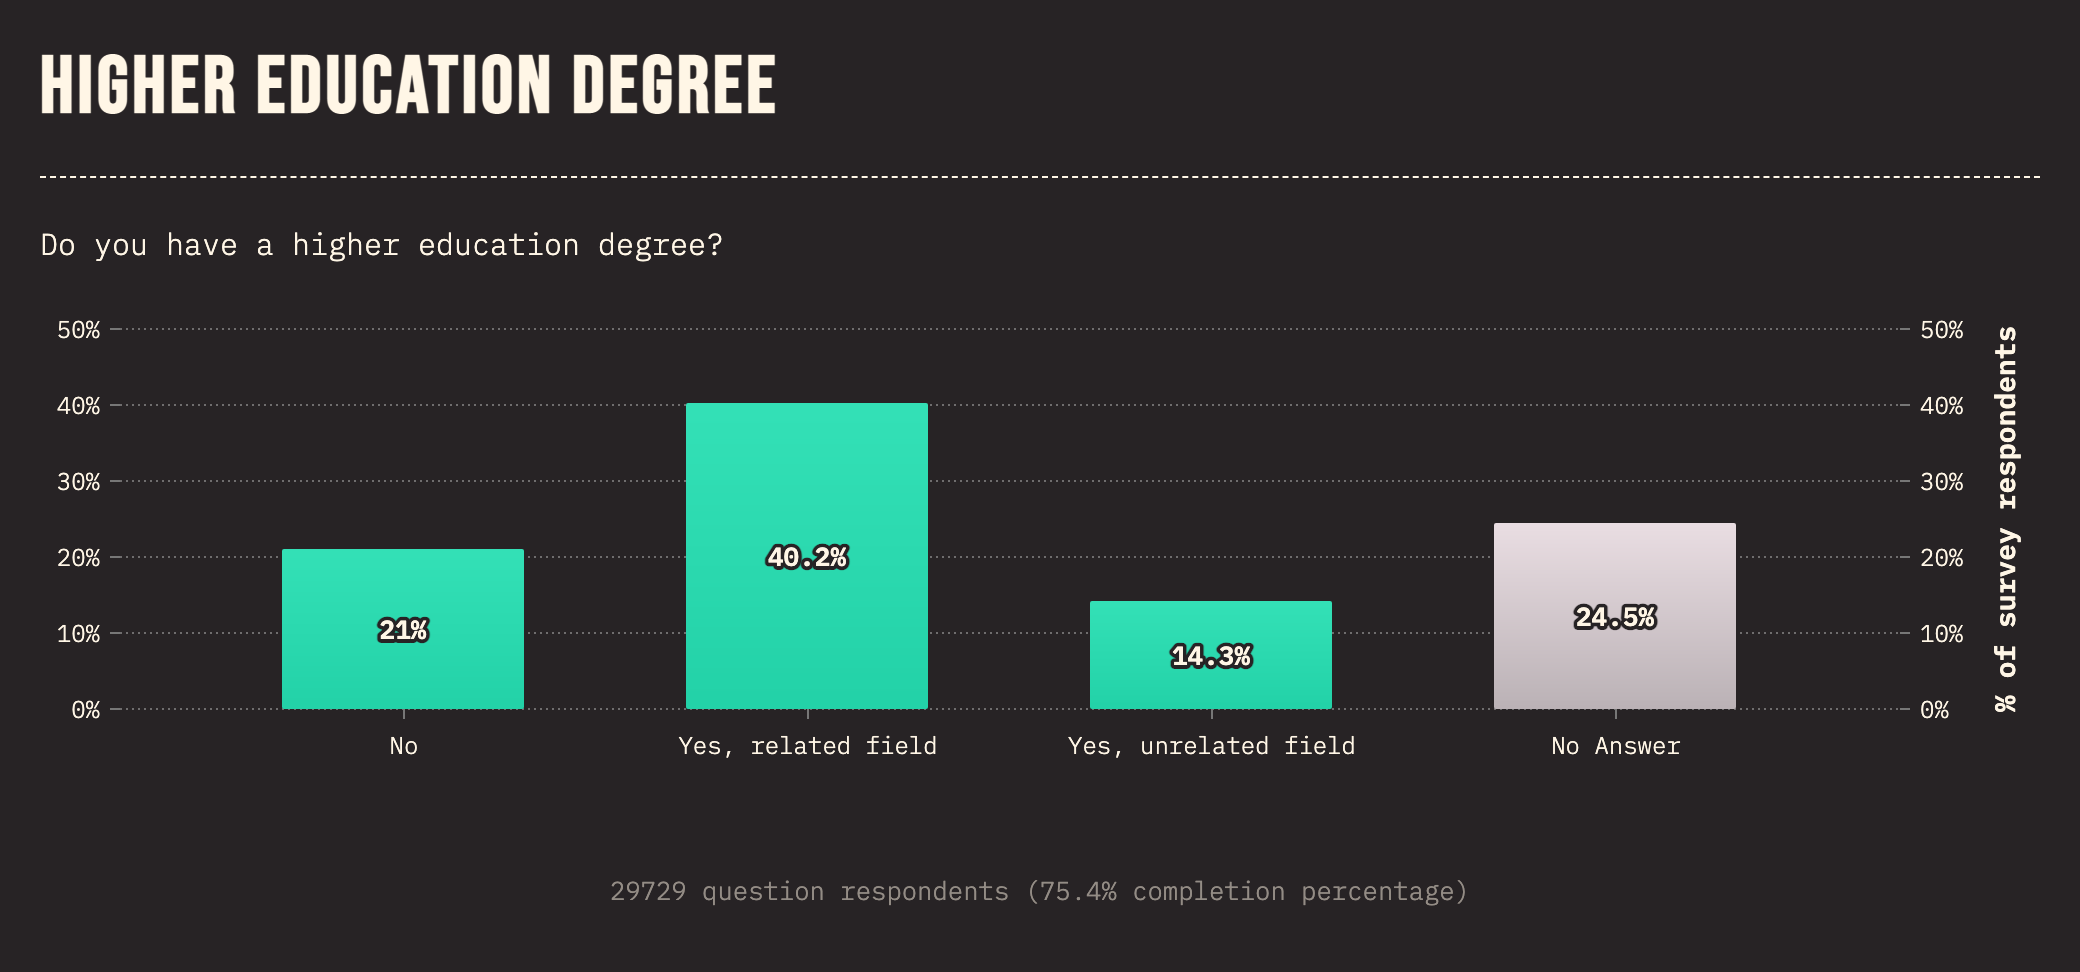 HIGHER EDUCATION DEGREE
Do you have a higher education degree?
50%
40%
30%
20%
10%
0%
50%
40%
30%
20%
10%
0%
% of survey respondents
21%
40.2%
14.3%
24.5%
No
Yes, related field
Yes, unrelated field
No Answer
29729 question respondents (75.4% completion percentage)